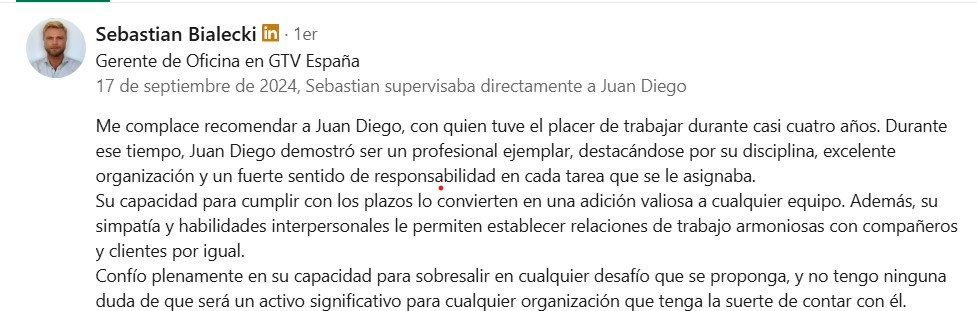 Sebastian Bialecki in · 1er
Gerente de Oficina en GTV España
17 de septiembre de 2024, Sebastian supervisaba directamente a Juan Diego
Me complace recomendar a Juan Diego, con quien tuve el placer de trabajar durante casi cuatro años. Durante
ese tiempo, Juan Diego demostró ser un profesional ejemplar, destacándose por su disciplina, excelente
organización y un fuerte sentido de responsabilidad en cada tarea que se le asignaba.
Su capacidad para cumplir con los plazos lo convierten en una adición valiosa a cualquier equipo. Además, su
simpatía y habilidades interpersonales le permiten establecer relaciones de trabajo armoniosas con compañeros
y clientes por igual.
Confío plenamente en su capacidad para sobresalir en cualquier desafío que se proponga, y no tengo ninguna
duda de que será un activo significativo para cualquier organización que tenga la suerte de contar con él.